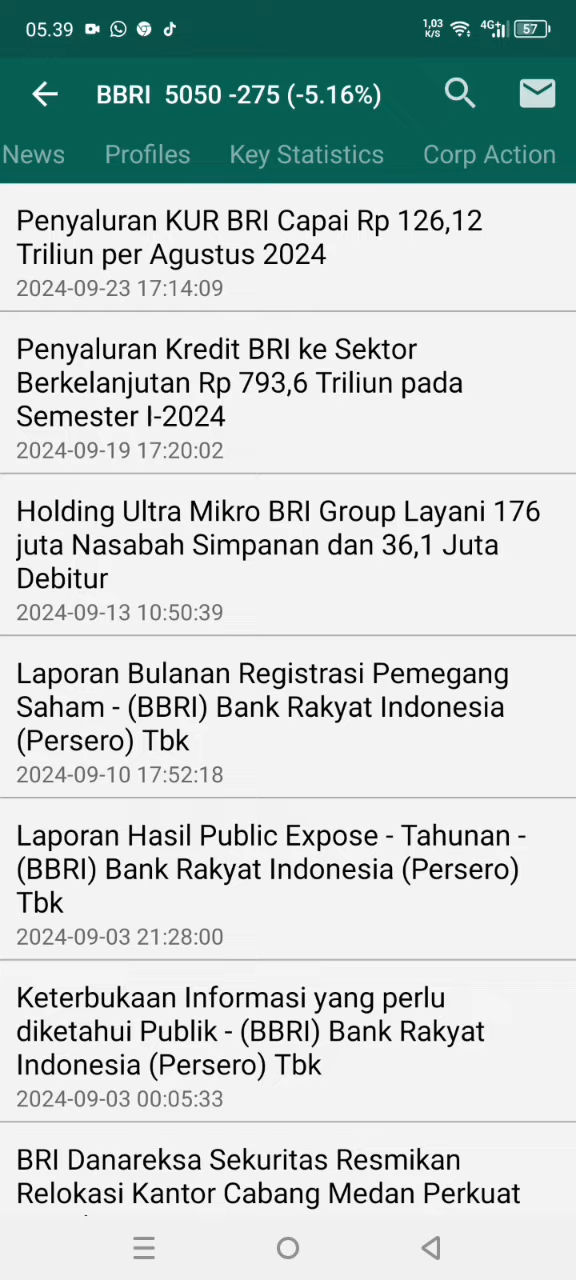 05.39
1,03
K/S
4G+
57
BBRI 5050 -275 (-5.16%)
News Profiles Key Statistics Corp Action
Penyaluran KUR BRI Capai Rp 126,12
Triliun per Agustus 2024
2024-09-23 17:14:09
Penyaluran Kredit BRI ke Sektor
Berkelanjutan Rp 793,6 Triliun pada
Semester I-2024
2024-09-19 17:20:02
Holding Ultra Mikro BRI Group Layani 176
juta Nasabah Simpanan dan 36,1 Juta
Debitur
2024-09-13 10:50:39
Laporan Bulanan Registrasi Pemegang
Saham - (BBRI) Bank Rakyat Indonesia
(Persero) Tbk
2024-09-10 17:52:18
Laporan Hasil Public Expose - Tahunan -
(BBRI) Bank Rakyat Indonesia (Persero)
Tbk
2024-09-03 21:28:00
Keterbukaan Informasi yang perlu
diketahui Publik - (BBRI) Bank Rakyat
Indonesia (Persero) Tbk
2024-09-03 00:05:33
BRI Danareksa Sekuritas Resmikan
Relokasi Kantor Cabang Medan Perkuat